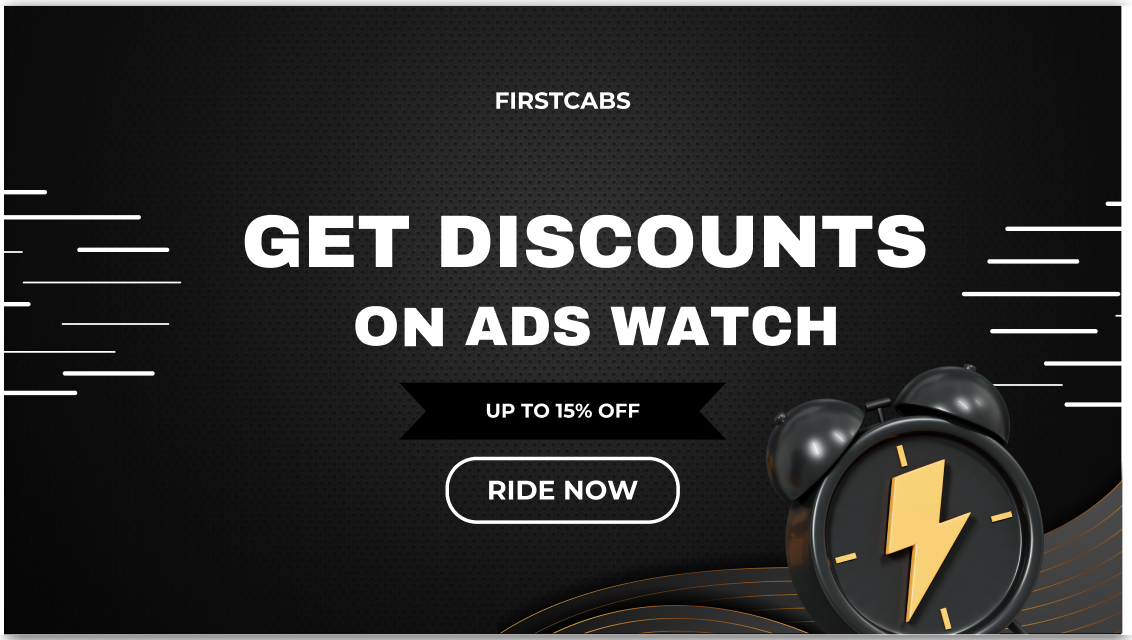 FIRSTCABS
GET DISCOUNTS
ON ADS WATCH
UP TO 15% OFF
RIDE NOW